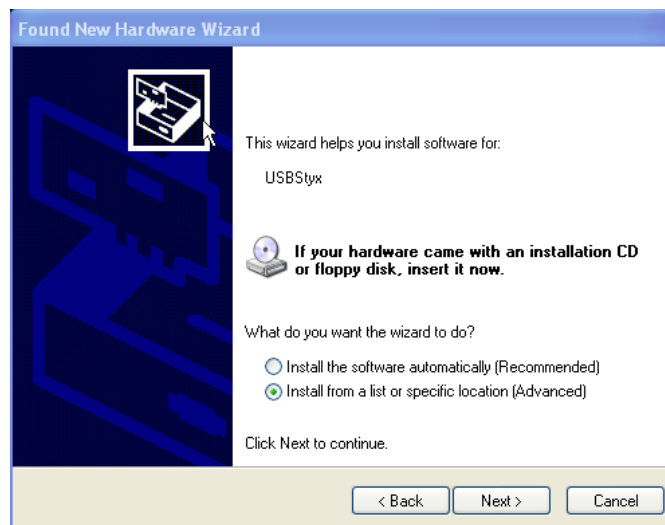 Found New Hardware Wizard
This wizard helps you install software for:
USBStyx
If your hardware came with an installation CD
or floppy disk, insert it now.
What do you want the wizard to do?
Install the software automatically (Recommended)
Install from a list or specific location (Advanced)
Click Next to continue.
< Back
Next >
Cancel